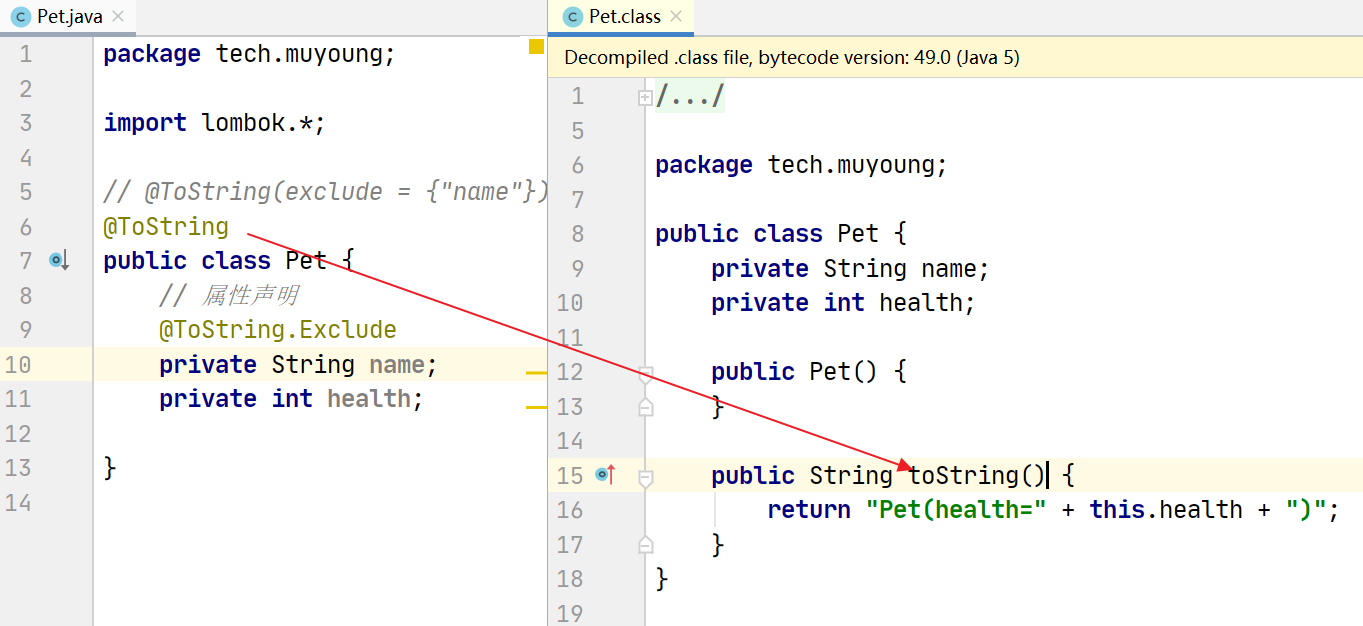 Pet.java
1 package tech.muyoung;
2
3 import lombok.*;
4
5 // @ToString(exclude = {"name"})
6 @ToString
7 public class Pet {
8 // 属性声明
9 @ToString.Exclude
10 private String name;
11 private int health;
12
13 }
14
Pet.class
Decompiled .class file, bytecode version: 49.0 (Java 5)
1 /.../
5
6 package tech.muyoung;
7
8 public class Pet {
9 private String name;
10 private int health;
11
12 public Pet() {
13 }
14
15 public String toString() {
16 return "Pet(health=" + this.health + ")";
17 }
18 }
19